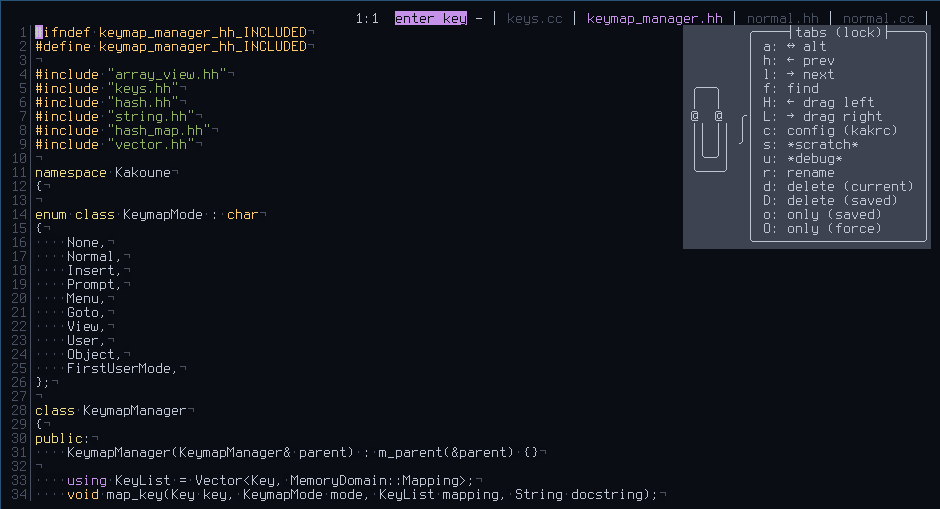 1:1 enter key - | keys.cc | keymap_manager.hh | normal.hh | normal.cc |
1 #ifndef·keymap_manager_hh_INCLUDED¬
2 #define·keymap_manager_hh_INCLUDED
3 ¬
4 #include·"array_view.hh"¬
5 #include·"keys.hh"¬
6 #include·"hash.hh"¬
7 #include·"string.hh"¬
8 #include·"hash_map.hh"¬
9 #include·"vector.hh"¬
10 ¬
11 namespace·Kakoune¬
12 {¬
13 ¬
14 enum·class·KeymapMode·:·char¬
15 {¬
16 ····None,¬
17 ····Normal,¬
18 ····Insert,¬
19 ····Prompt,¬
20 ····Menu,¬
21 ····Goto,¬
22 ····View,¬
23 ····User,¬
24 ····Object,¬
25 ····FirstUserMode,¬
26 };¬
27 ¬
28 class·KeymapManager¬
29 {¬
30 public:¬
31 ····KeymapManager(KeymapManager&·parent)·:·m_parent(&parent)·{}¬
32 ¬
33 ····using·KeyList·=·Vector<Key,·MemoryDomain::Mapping>;¬
34 ····void·map_key(Key·key,·KeymapMode·mode,·KeyList·mapping,·String·docstring);¬
tabs (lock)
a: ↔ alt
h: ← prev
l: → next
f: find
H: ← drag left
L: → drag right
c: config (kakrc)
s: *scratch*
u: *debug*
r: rename
d: delete (current)
D: delete (saved)
o: only (saved)
O: only (force)
@ @